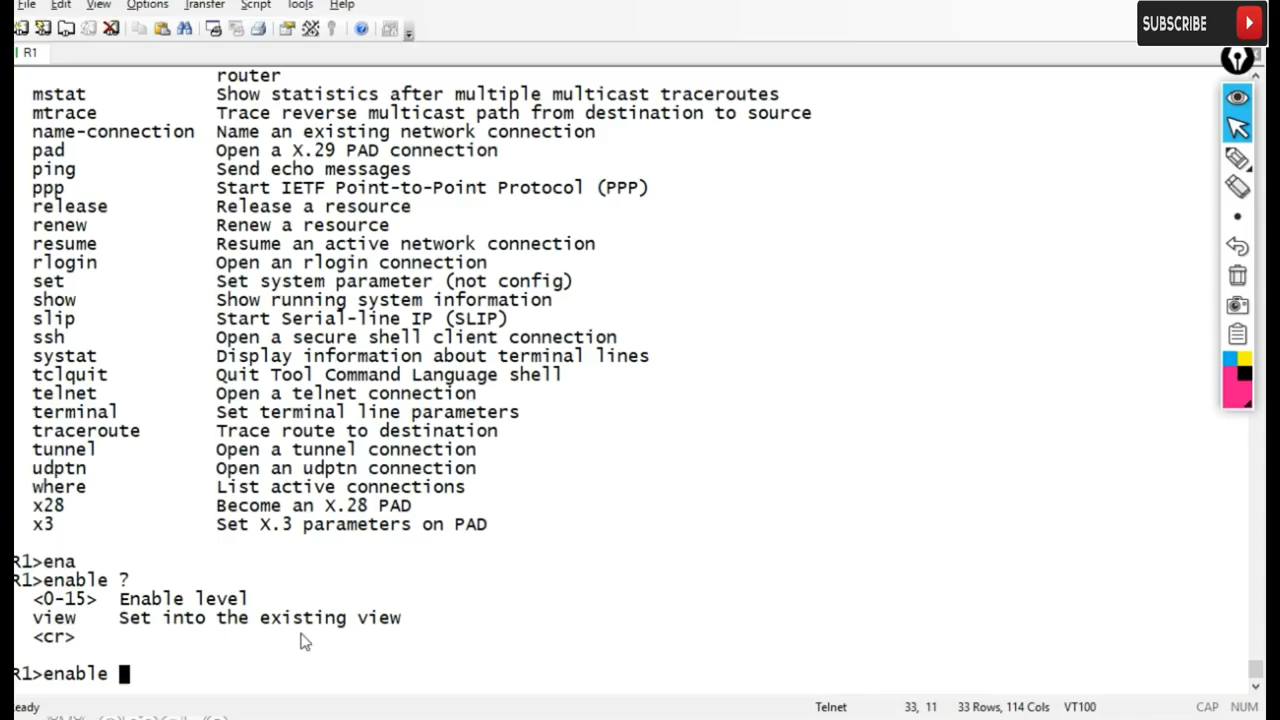 File Edit View Options Transfer Script Tools Help
SUBSCRIBE
R1
router
mstat Show statistics after multiple multicast traceroutes
mtrace Trace reverse multicast path from destination to source
name-connection Name an existing network connection
pad Open a X.29 PAD connection
ping Send echo messages
ppp Start IETF Point-to-Point Protocol (PPP)
release Release a resource
renew Renew a resource
resume Resume an active network connection
rlogin Open an rlogin connection
set Set system parameter (not config)
show Show running system information
slip Start Serial-line IP (SLIP)
ssh Open a secure shell client connection
systat Display information about terminal lines
tclquit Quit Tool Command Language shell
telnet Open a telnet connection
terminal Set terminal line parameters
traceroute Trace route to destination
tunnel Open a tunnel connection
udptn Open an udptn connection
where List active connections
x28 Become an X.28 PAD
x3 Set X.3 parameters on PAD
R1>ena
R1>enable ?
<0-15> Enable level
view Set into the existing view
<cr>
R1>enable
eady Telnet 33, 11 33 Rows, 114 Cols VT100 CAP NUM